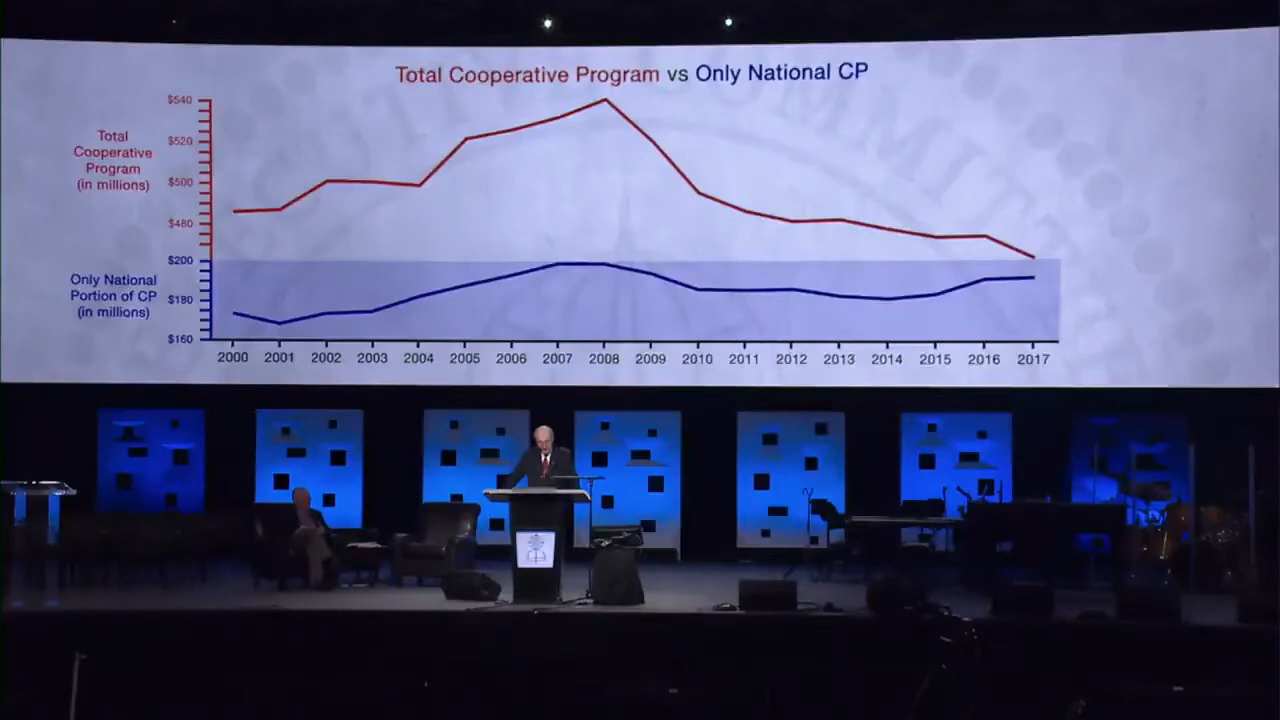 Total Cooperative Program vs Only National CP
Total
Cooperative
Program
(in millions)
$540
$520
$500
$480
Only National
Portion of CP
(in millions)
$200
$180
$160
2000 2001 2002 2003 2004 2005 2006 2007 2008 2009 2010 2011 2012 2013 2014 2015 2016 2017